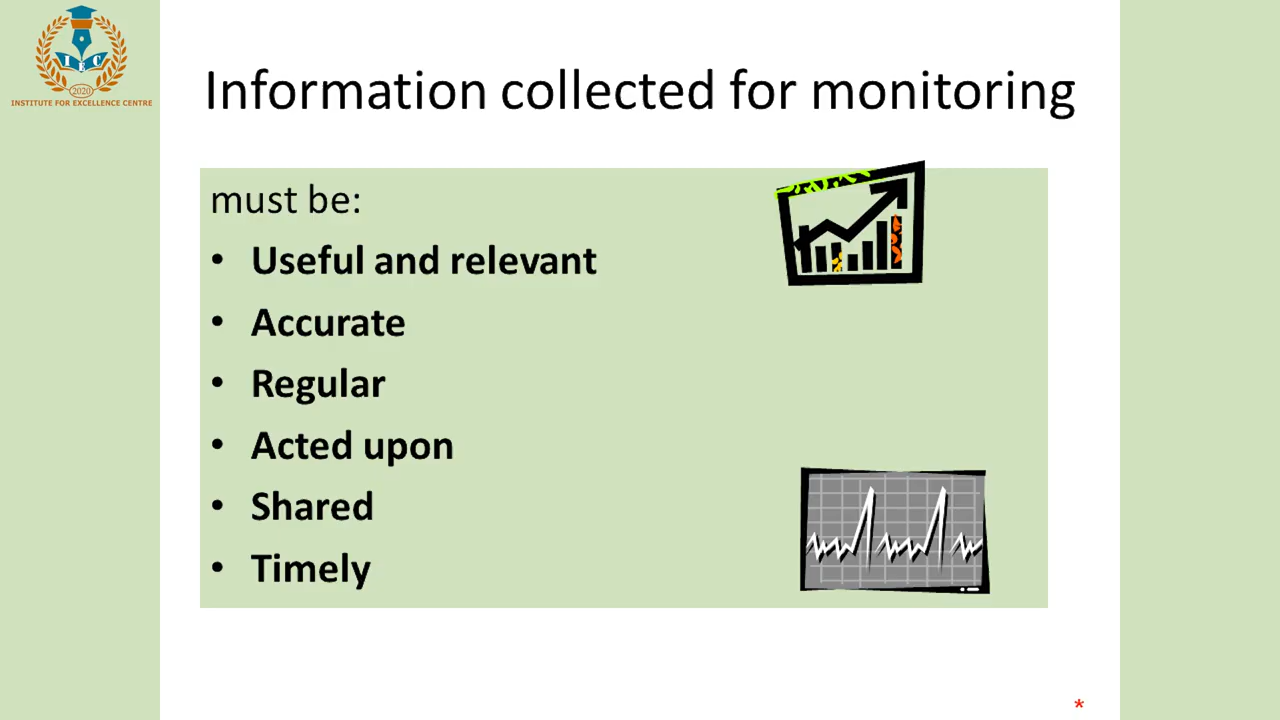 I E C
2020
INSTITUTE FOR EXCELLENCE CENTRE
Information collected for monitoring
must be:
• Useful and relevant
• Accurate
• Regular
• Acted upon
• Shared
• Timely
*